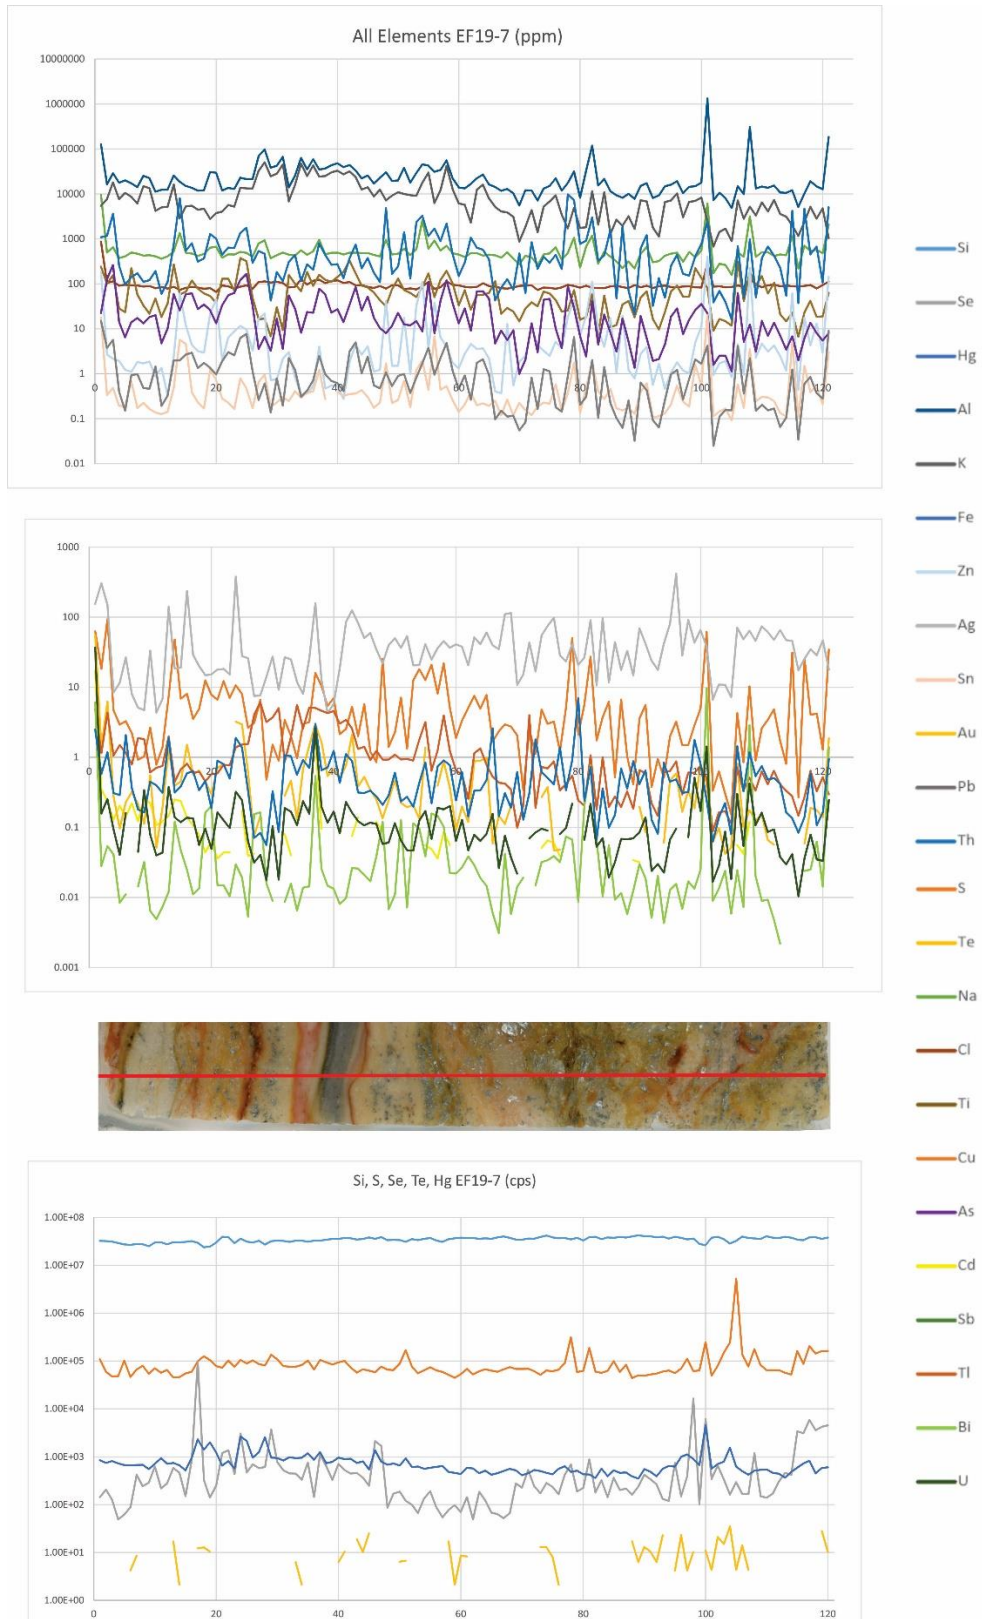 All Elements EF19-7 (ppm)
10000000
1000000
100000
10000
1000
100
10
1
0.1
0.01
0 20 40 60 80 100 120
1000
100
10
1
0.1
0.01
0.001
0 20 40 60 80 100 120
Si, S, Se, Te, Hg EF19-7 (cps)
1.00E+08
1.00E+07
1.00E+06
1.00E+05
1.00E+04
1.00E+03
1.00E+02
1.00E+01
1.00E+00
0 20 40 60 80 100 120
Si
Se
Hg
Al
K
Fe
Zn
Ag
Sn
Au
Pb
Th
S
Te
Na
Cl
Ti
Cu
As
Cd
Sb
Tl
Bi
U